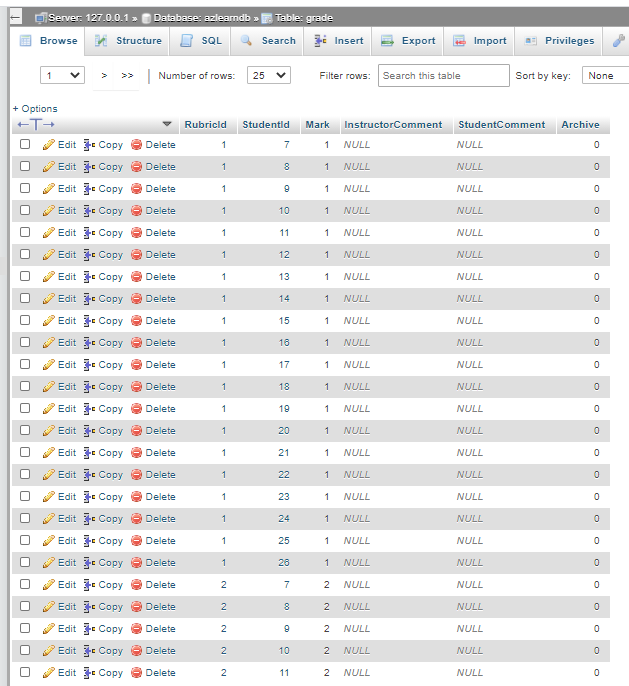 Server: 127.0.0.1 » Database: azlearndb » Table: grade
Browse Structure SQL Search Insert Export Import Privileges
1 > >> Number of rows: 25 Filter rows: Search this table Sort by key: None
+ Options
←T→ RubricId StudentId Mark InstructorComment StudentComment Archive
Edit Copy Delete 1 7 1 NULL NULL 0
Edit Copy Delete 1 8 1 NULL NULL 0
Edit Copy Delete 1 9 1 NULL NULL 0
Edit Copy Delete 1 10 1 NULL NULL 0
Edit Copy Delete 1 11 1 NULL NULL 0
Edit Copy Delete 1 12 1 NULL NULL 0
Edit Copy Delete 1 13 1 NULL NULL 0
Edit Copy Delete 1 14 1 NULL NULL 0
Edit Copy Delete 1 15 1 NULL NULL 0
Edit Copy Delete 1 16 1 NULL NULL 0
Edit Copy Delete 1 17 1 NULL NULL 0
Edit Copy Delete 1 18 1 NULL NULL 0
Edit Copy Delete 1 19 1 NULL NULL 0
Edit Copy Delete 1 20 1 NULL NULL 0
Edit Copy Delete 1 21 1 NULL NULL 0
Edit Copy Delete 1 22 1 NULL NULL 0
Edit Copy Delete 1 23 1 NULL NULL 0
Edit Copy Delete 1 24 1 NULL NULL 0
Edit Copy Delete 1 25 1 NULL NULL 0
Edit Copy Delete 1 26 1 NULL NULL 0
Edit Copy Delete 2 7 2 NULL NULL 0
Edit Copy Delete 2 8 2 NULL NULL 0
Edit Copy Delete 2 9 2 NULL NULL 0
Edit Copy Delete 2 10 2 NULL NULL 0
Edit Copy Delete 2 11 2 NULL NULL 0